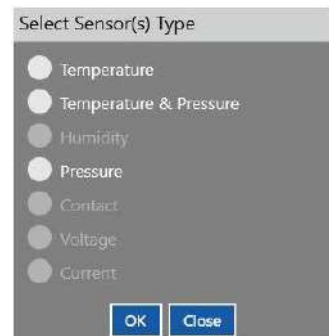 Select Sensor(s) Type
Temperature
Temperature & Pressure
Humidity
Pressure
Contact
Voltage
Current
OK Close